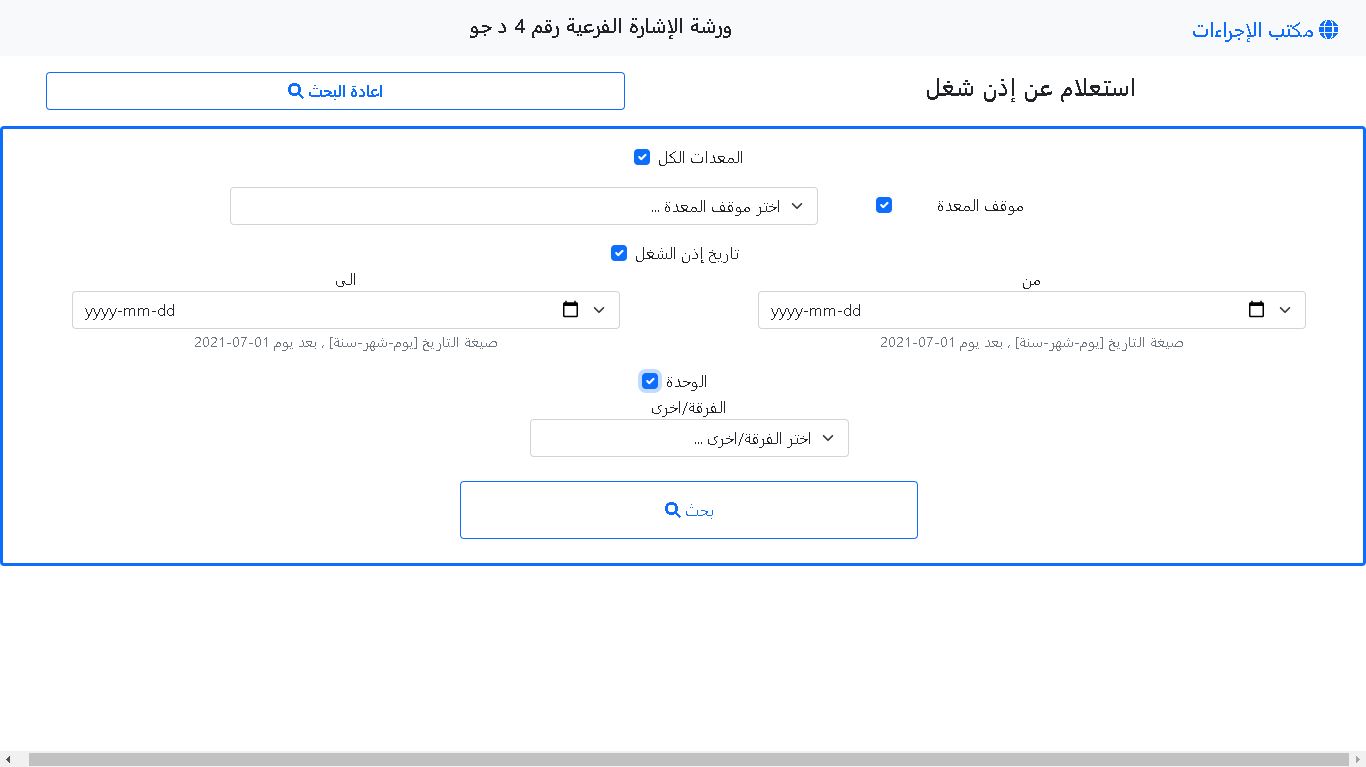 مكتب الإجراءات
ورشة الإشارة الفرعية رقم 4 د جو
استعلام عن إذن شغل
اعادة البحث
المعدات الكل
موقف المعدة
اختر موقف المعدة ...
تاريخ إذن الشغل
من
الى
yyyy-mm-dd
yyyy-mm-dd
صيغة التاريخ [يوم-شهر-سنة] , بعد يوم 01-07-2021
صيغة التاريخ [يوم-شهر-سنة] , بعد يوم 01-07-2021
الوحدة
الفرقة/اخرى
اختر الفرقة/اخرى ...
بحث